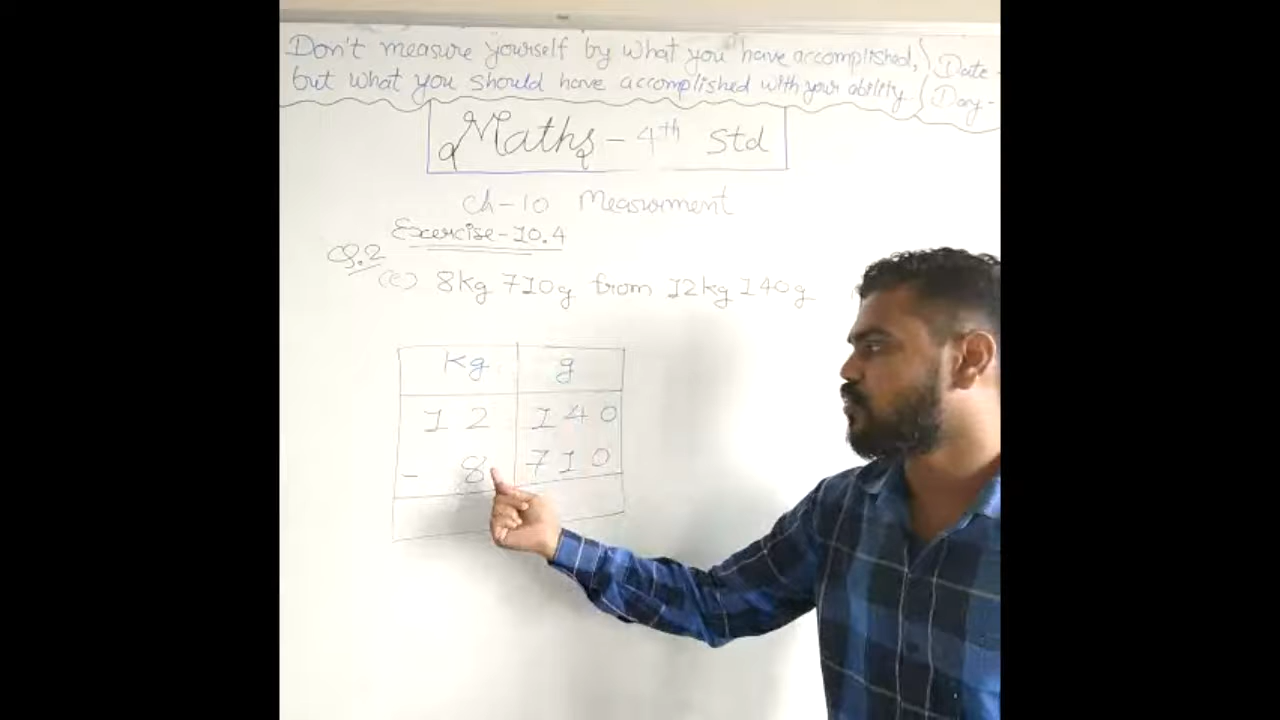 Don't measure yourself by what you have accomplished,
but what you should have accomplished with your ability.
Date -
Day -
Maths - 4th Std
Ch-10 Measurment
Exercise-10.4
Q.2
(c) 8kg 710g from 12kg 140g
Kg g
12 140
- 8 710